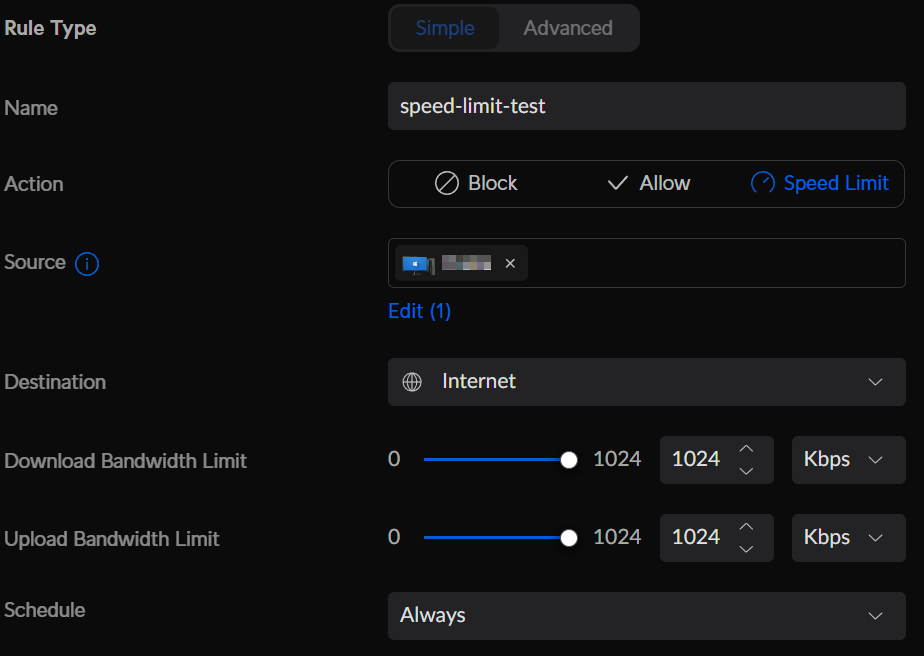 Rule Type Simple Advanced
Name speed-limit-test
Action Block Allow Speed Limit
Source
Edit (1)
Destination Internet
Download Bandwidth Limit 0 1024 1024 Kbps
Upload Bandwidth Limit 0 1024 1024 Kbps
Schedule Always